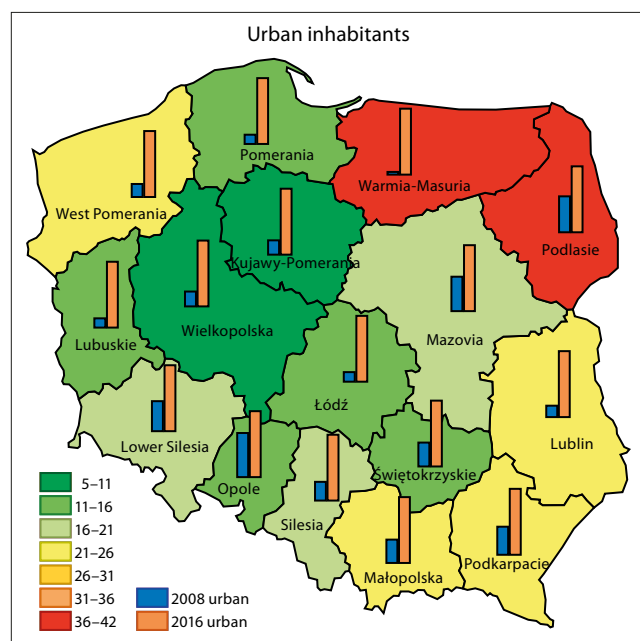 Urban inhabitants
Pomerania
Warmia-Masuria
West Pomerania
Podlasie
Kujawy-Pomerania
Wielkopolska
Mazovia
Lubuskie
Łódź
Lower Silesia
Lublin
Świętokrzyskie
Opole
Silesia
Podkarpacie
Małopolska
5–11
11–16
16–21
21–26
26–31
31–36
36–42
2008 urban
2016 urban